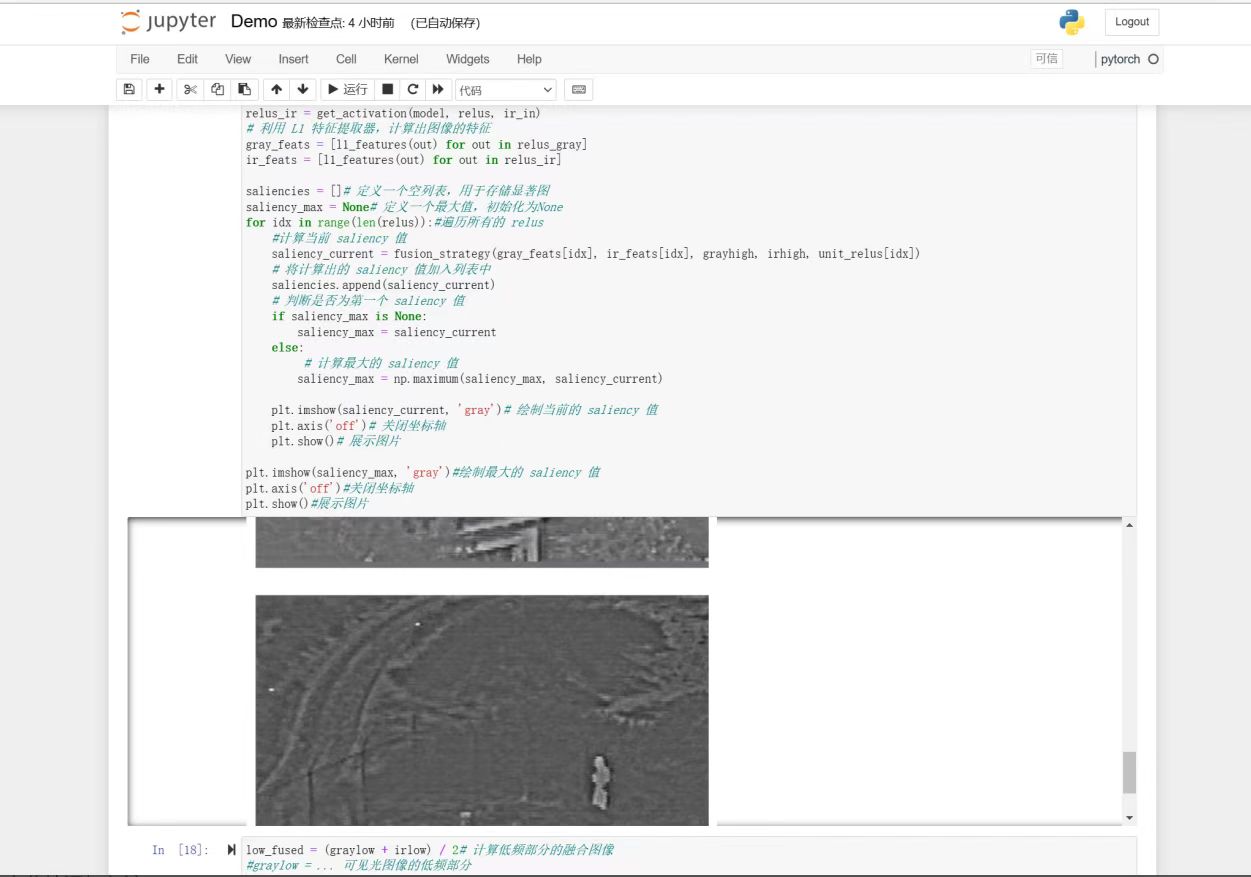 jupyter Demo 最新检查点: 4 小时前 (已自动保存) Logout
File Edit View Insert Cell Kernel Widgets Help 可信 pytorch
运行 代码
relus_ir = get_activation(model, relus, ir_in)
# 利用 L1 特征提取器，计算出图像的特征
gray_feats = [l1_features(out) for out in relus_gray]
ir_feats = [l1_features(out) for out in relus_ir]
saliencies = []# 定义一个空列表，用于存储显著图
saliency_max = None# 定义一个最大值，初始化为None
for idx in range(len(relus)):#遍历所有的 relus
#计算当前 saliency 值
saliency_current = fusion_strategy(gray_feats[idx], ir_feats[idx], grayhigh, irhigh, unit_relus[idx])
# 将计算出的 saliency 值加入列表中
saliencies.append(saliency_current)
# 判断是否为第一个 saliency 值
if saliency_max is None:
saliency_max = saliency_current
else:
# 计算最大的 saliency 值
saliency_max = np.maximum(saliency_max, saliency_current)
plt.imshow(saliency_current, 'gray')# 绘制当前的 saliency 值
plt.axis('off')# 关闭坐标轴
plt.show()# 展示图片
plt.imshow(saliency_max, 'gray')#绘制最大的 saliency 值
plt.axis('off')#关闭坐标轴
plt.show()#展示图片
In [18]: low_fused = (graylow + irlow) / 2# 计算低频部分的融合图像
#graylow = ... 可见光图像的低频部分